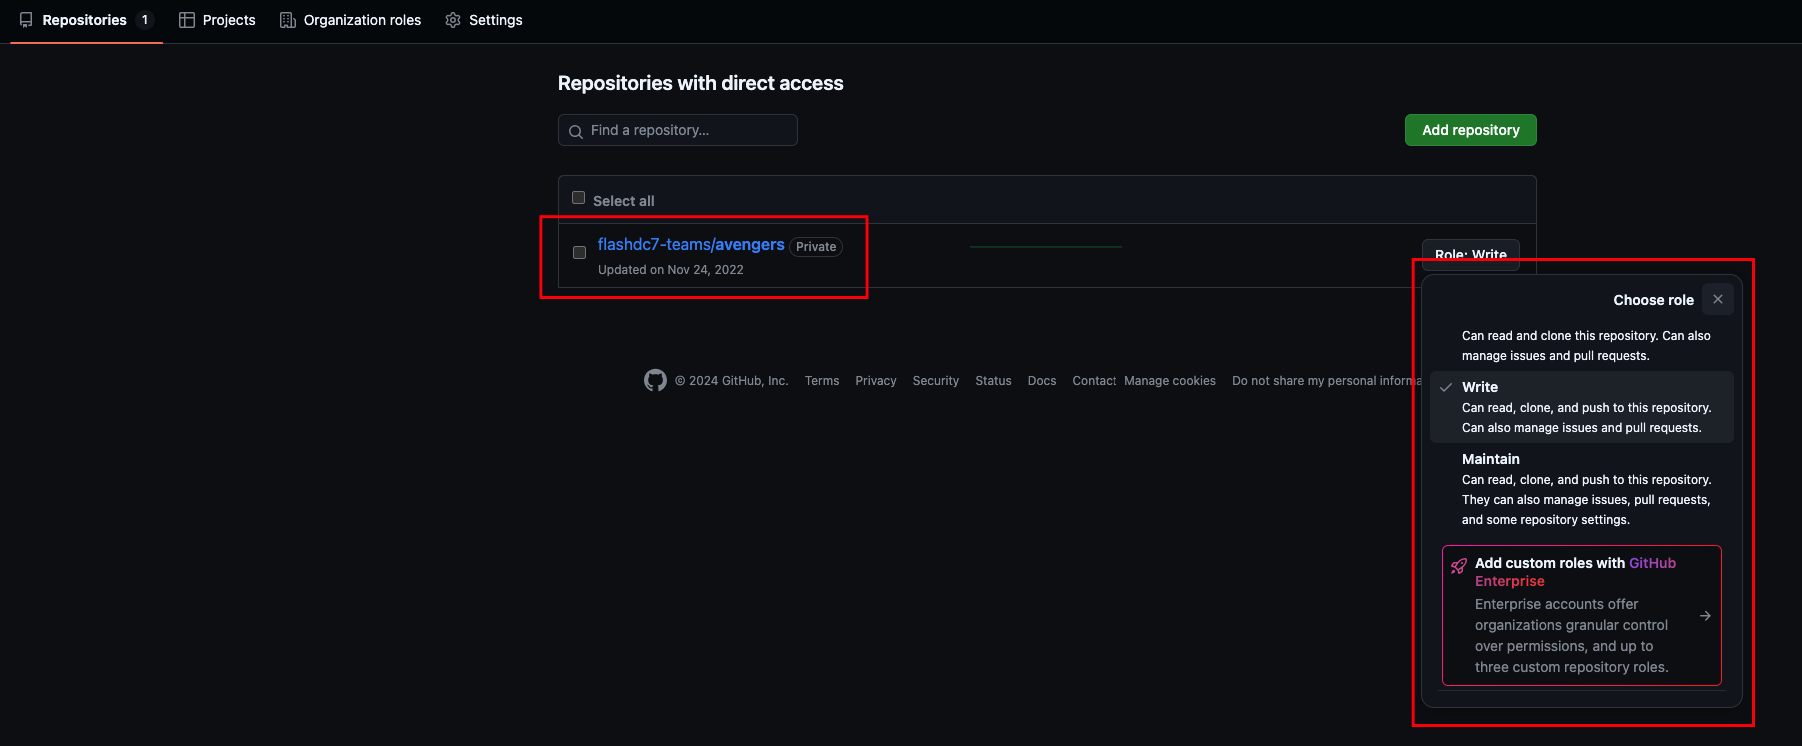 Repositories 1 Projects Organization roles Settings
Repositories with direct access
Find a repository...
Add repository
Select all
flashdc7-teams/avengers Private
Updated on Nov 24, 2022
Role: Write
Choose role
Can read and clone this repository. Can also
manage issues and pull requests.
Write
Can read, clone, and push to this repository.
Can also manage issues and pull requests.
Maintain
Can read, clone, and push to this repository.
They can also manage issues, pull requests,
and some repository settings.
Add custom roles with GitHub
Enterprise
Enterprise accounts offer
organizations granular control
over permissions, and up to
three custom repository roles.
© 2024 GitHub, Inc. Terms Privacy Security Status Docs Contact Manage cookies Do not share my personal informa